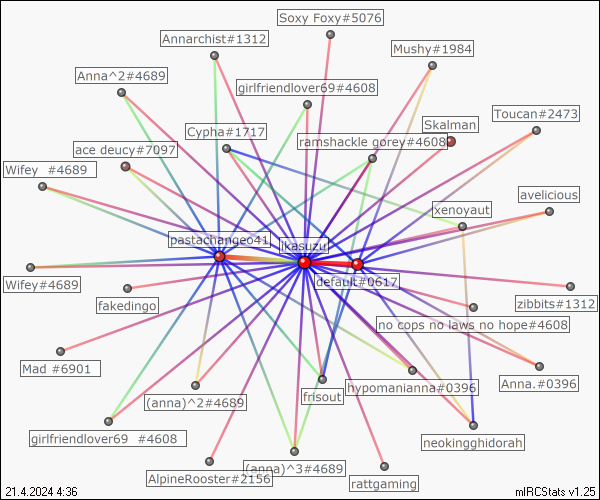 Soxy Foxy#5076
Annarchist#1312
Mushy#1984
Anna^2#4689
girlfriendlover69#4608
Toucan#2473
Skalman
Cypha#1717
ramshackle gorey#4608
ace deucy#7097
Wifey_#4689
avelicious
xenoyaut
pastachangeo41
Ikasuzu
default#0617
Wifey#4689
fakedingo
zibbits#1312
no cops no laws no hope#4608
Mad #6901
hypomanianna#0396
Anna.#0396
(anna)^2#4689
frisout
girlfriendlover69 #4608
neokingghidorah
(anna)^3#4689
AlpineRooster#2156
rattgaming
21.4.2024 4:36
mIRCStats v1.25